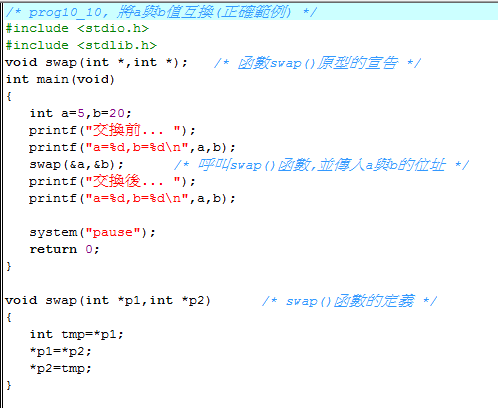 /* prog10_10, 將a與b值互換(正確範例) */
#include <stdio.h>
#include <stdlib.h>
void swap(int *,int *);   /* 函數swap()原型的宣告 */
int main(void)
{
   int a=5,b=20;
   printf("交換前... ");
   printf("a=%d,b=%d\n",a,b);
   swap(&a,&b);      /* 呼叫swap()函數,並傳入a與b的位址 */
   printf("交換後... ");
   printf("a=%d,b=%d\n",a,b);

   system("pause");
   return 0;
}

void swap(int *p1,int *p2)      /* swap()函數的定義 */
{
   int tmp=*p1;
   *p1=*p2;
   *p2=tmp;
}